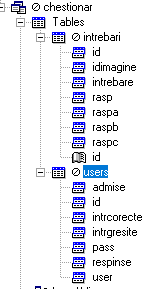 chestionar
Tables
intrebari
id
idimagine
intrebare
rasp
raspa
raspb
raspc
id
users
admise
id
intrcorecte
intrgresite
pass
respinse
user